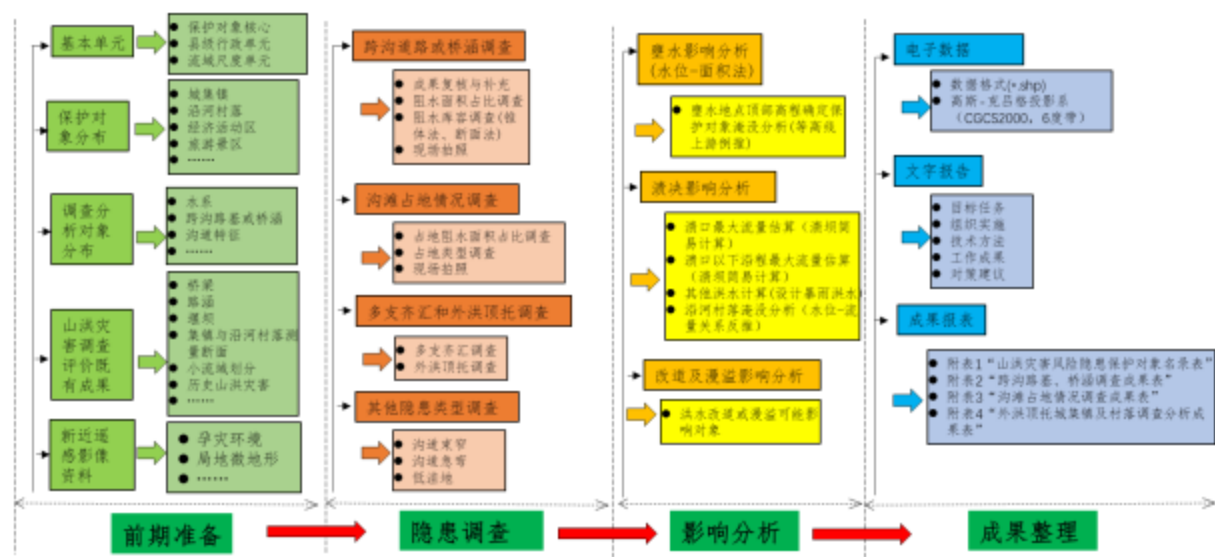 基本单元
保护对象核心
县级行政单元
流域尺度单元
保护对
象分布
城集镇
沿河村落
经济活动区
旅游景区
……
调查分
析对象
分布
水系
跨沟路基或桥涵
沟道特征
……
山洪灾
害调查
评价既
有成果
桥梁
路涵
堰坝
集镇与沿河村落测
量断面
小流域划分
历史山洪灾害
……
新近遥
感影像
资料
孕灾环境
局地微地形
……
前期准备
跨沟道路或桥涵调查
成果复核与补充
阻水面积占比调查
阻水库容调查(锥
体法、断面法)
现场拍照
沟滩占地情况调查
占地阻水面积占比调查
占地类型调查
现场拍照
多支齐汇和外洪顶托调查
多支齐汇调查
外洪顶托调查
其他隐患类型调查
沟道束窄
沟道急弯
低洼地
隐患调查
壅水影响分析
(水位-面积法)
壅水地点顶部高程确定保
护对象淹没分析(等高线
上游倒推)
溃决影响分析
溃口最大流量估算（溃坝简
易计算）
溃口以下沿程最大流量估算
（溃坝简易计算）
其他洪水计算(设计暴雨洪水)
沿河村落淹没分析（水位-流
量关系反推）
改道及漫溢影响分析
洪水改道或漫溢可能影
响对象
影响分析
电子数据
数据格式(*.shp)
高斯-克吕格投影系
（CGCS2000，6度带）
文字报告
目标任务
组织实施
技术方法
工作成果
对策建议
成果报表
附表1“山洪灾害风险隐患保护对象名录表”
附表2“跨沟路基、桥涵调查成果表”
附表3“沟滩占地情况调查成果表”
附表4“外洪顶托城集镇及村落调查分析成
果表”
成果整理